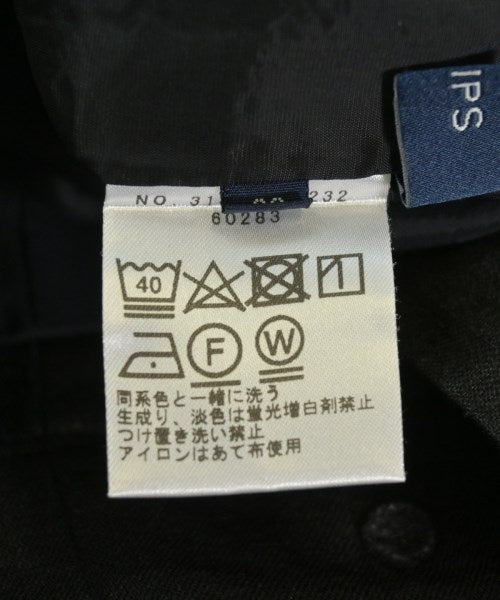 IPS
NO. 31 232
60283
40
F W
同系色と一緒に洗う
生成り、淡色は蛍光増白剤禁止
つけ置き洗い禁止
アイロンはあて布使用